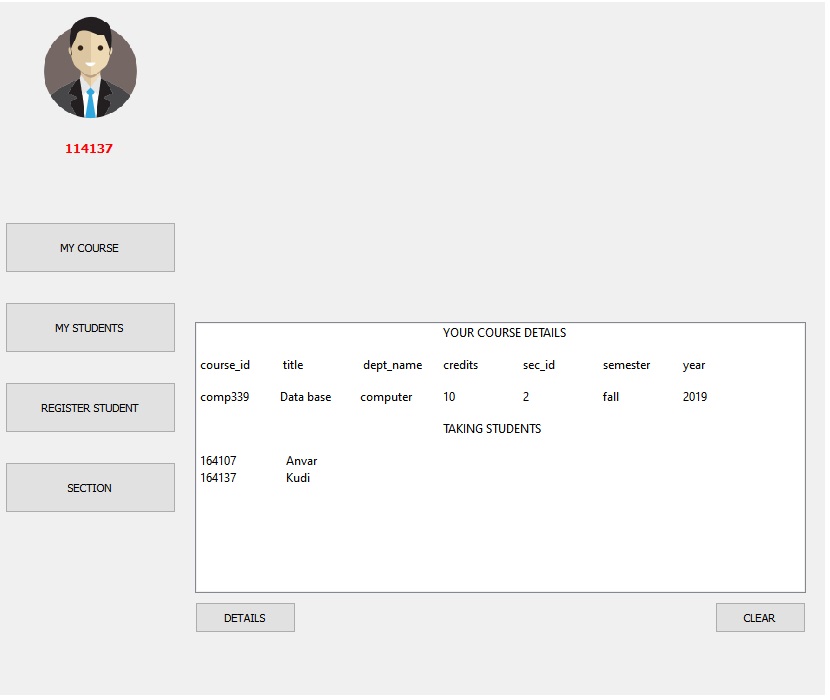 114137
MY COURSE
MY STUDENTS
REGISTER STUDENT
SECTION
YOUR COURSE DETAILS
course_id title dept_name credits sec_id semester year
comp339 Data base computer 10 2 fall 2019
TAKING STUDENTS
164107 Anvar
164137 Kudi
DETAILS CLEAR